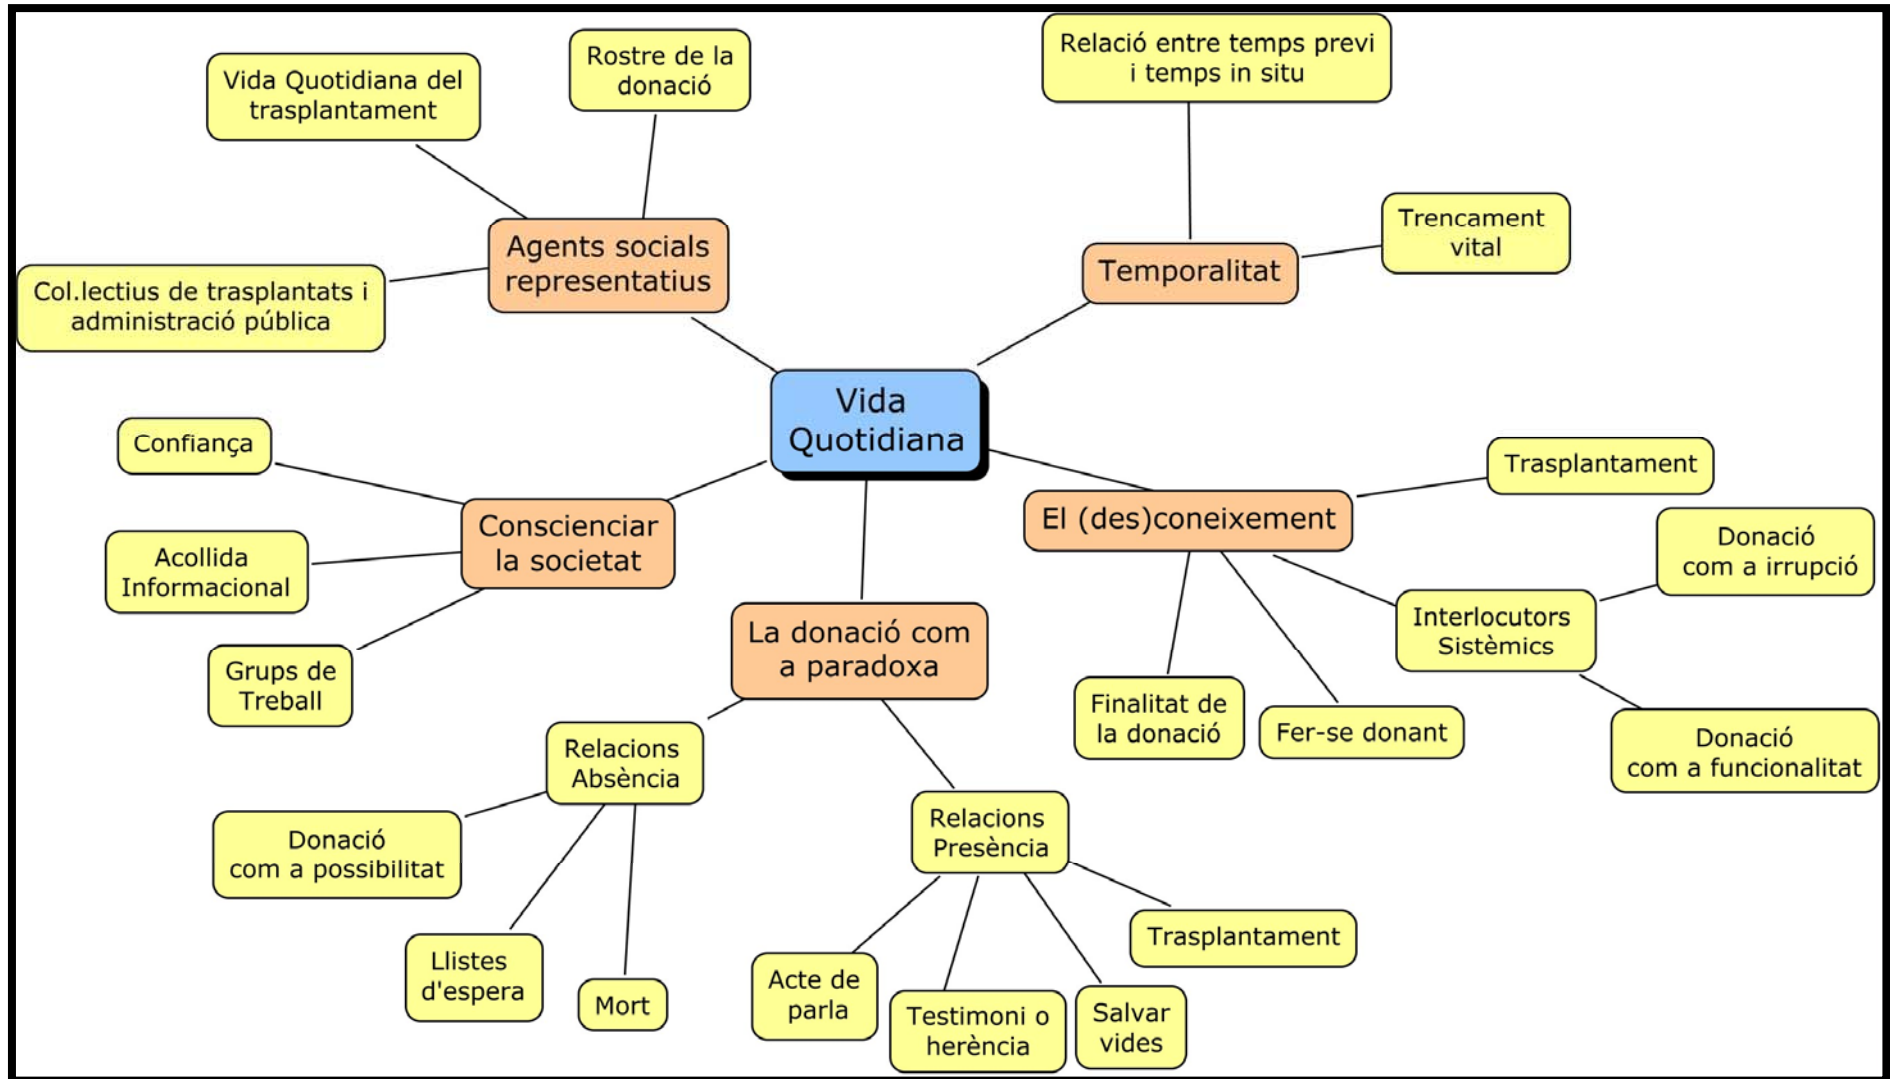 Vida Quotidiana del
trasplantament
Rostre de la
donació
Relació entre temps previ
i temps in situ
Agents socials
representatius
Trencament
vital
Temporalitat
Col.lectius de trasplantats i
administració pública
Vida
Quotidiana
Confiança
Trasplantament
Conscienciar
la societat
El (des)coneixement
Acollida
Informacional
Donació
com a irrupció
Interlocutors
Sistèmics
La donació com
a paradoxa
Grups de
Treball
Finalitat de
la donació
Fer-se donant
Donació
com a funcionalitat
Relacions
Absència
Relacions
Presència
Donació
com a possibilitat
Trasplantament
Llistes
d'espera
Mort
Acte de
parla
Testimoni o
herència
Salvar
vides